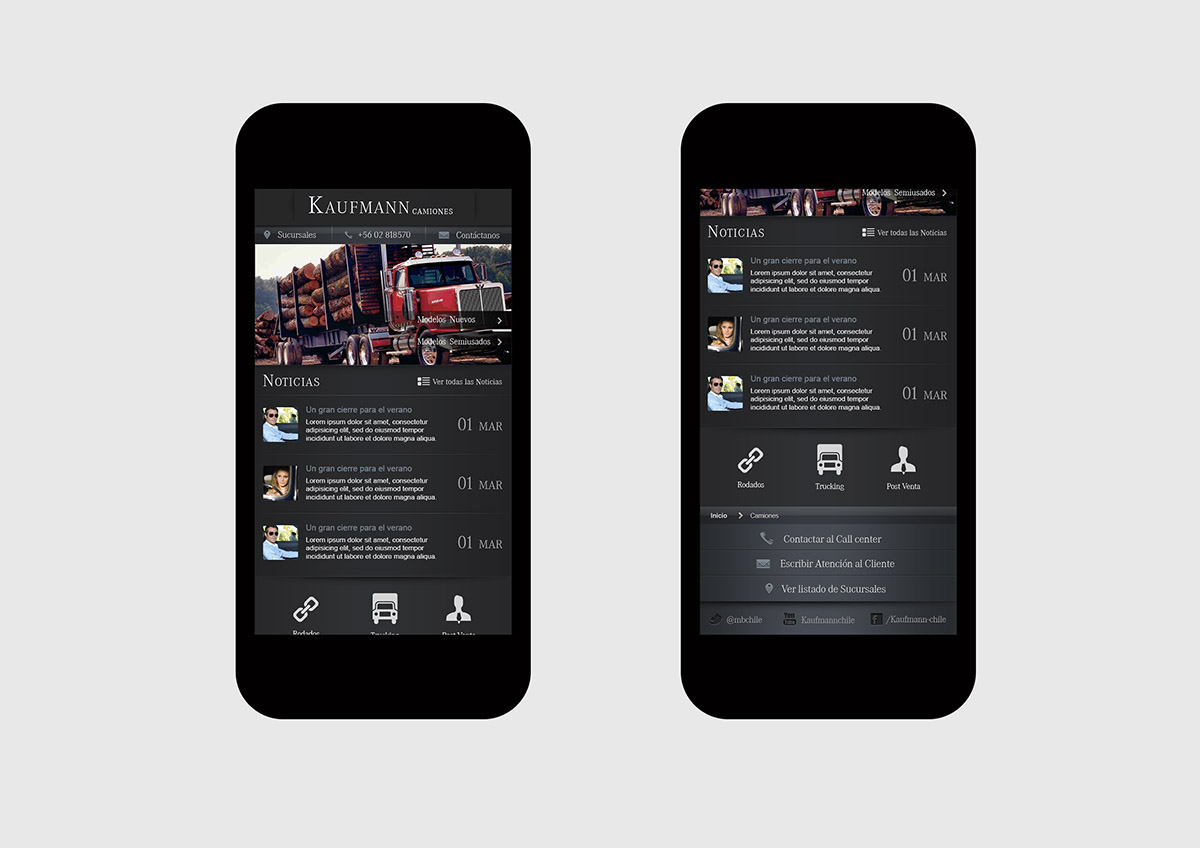 KAUFMANN CAMIONES
Sucursales
+56 02 818570
Contáctanos
Modelos Nuevos
Modelos Semiusados
NOTICIAS
Ver todas las Noticias
Un gran cierre para el verano
Lorem ipsum dolor sit amet, consectetur
adipisicing elit, sed do eiusmod tempor
incididunt ut labore et dolore magna aliqua.
01 MAR
Un gran cierre para el verano
Lorem ipsum dolor sit amet, consectetur
adipisicing elit, sed do eiusmod tempor
incididunt ut labore et dolore magna aliqua.
01 MAR
Un gran cierre para el verano
Lorem ipsum dolor sit amet, consectetur
adipisicing elit, sed do eiusmod tempor
incididunt ut labore et dolore magna aliqua.
01 MAR
Rodados
Trucking
Post Venta
Modelos Semiusados
NOTICIAS
Ver todas las Noticias
Un gran cierre para el verano
Lorem ipsum dolor sit amet, consectetur
adipisicing elit, sed do eiusmod tempor
incididunt ut labore et dolore magna aliqua.
01 MAR
Un gran cierre para el verano
Lorem ipsum dolor sit amet, consectetur
adipisicing elit, sed do eiusmod tempor
incididunt ut labore et dolore magna aliqua.
01 MAR
Un gran cierre para el verano
Lorem ipsum dolor sit amet, consectetur
adipisicing elit, sed do eiusmod tempor
incididunt ut labore et dolore magna aliqua.
01 MAR
Rodados
Trucking
Post Venta
Inicio
Camiones
Contactar al Call center
Escribir Atención al Cliente
Ver listado de Sucursales
@mbchile
You
Tube
Kaufmannchile
f
/Kaufmann-chile